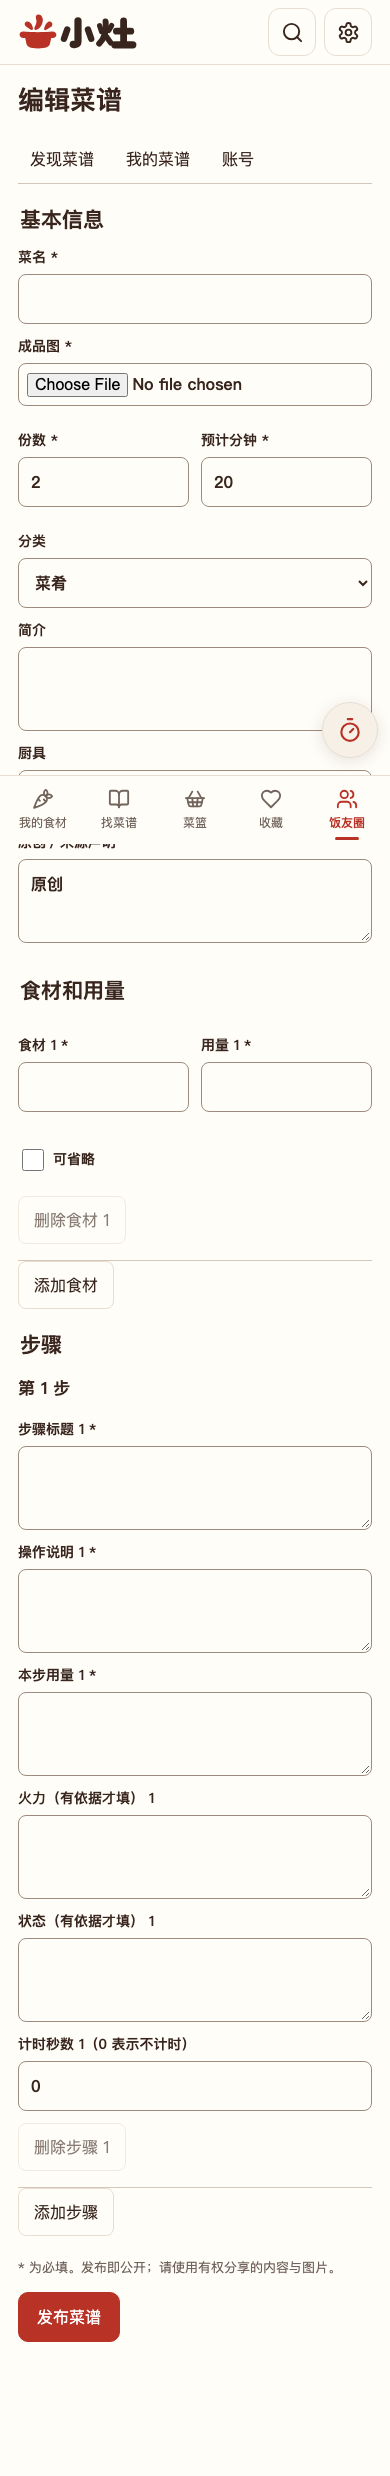 小灶
编辑菜谱
发现菜谱 我的菜谱 账号
基本信息
菜名 *
成品图 *
Choose File No file chosen
份数 * 预计分钟 *
2 20
分类
菜肴
简介
厨具
我的食材 找菜谱 菜篮 收藏 饭友圈
原创 / 来源声明
原创
食材和用量
食材 1 * 用量 1 *
可省略
删除食材 1
添加食材
步骤
第 1 步
步骤标题 1 *
操作说明 1 *
本步用量 1 *
火力（有依据才填） 1
状态（有依据才填） 1
计时秒数 1（0 表示不计时）
0
删除步骤 1
添加步骤
* 为必填。发布即公开；请使用有权分享的内容与图片。
发布菜谱